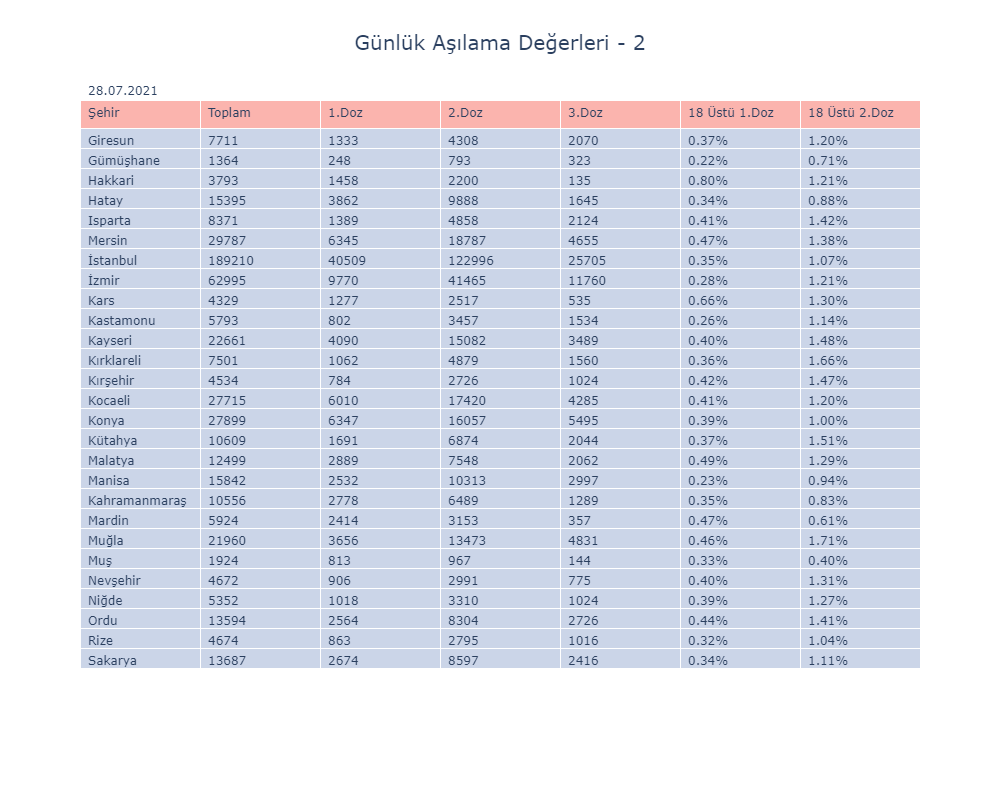 Günlük Aşılama Değerleri - 2
28.07.2021
Şehir Toplam 1.Doz 2.Doz 3.Doz 18 Üstü 1.Doz 18 Üstü 2.Doz
Giresun 7711 1333 4308 2070 0.37% 1.20%
Gümüşhane 1364 248 793 323 0.22% 0.71%
Hakkari 3793 1458 2200 135 0.80% 1.21%
Hatay 15395 3862 9888 1645 0.34% 0.88%
Isparta 8371 1389 4858 2124 0.41% 1.42%
Mersin 29787 6345 18787 4655 0.47% 1.38%
İstanbul 189210 40509 122996 25705 0.35% 1.07%
İzmir 62995 9770 41465 11760 0.28% 1.21%
Kars 4329 1277 2517 535 0.66% 1.30%
Kastamonu 5793 802 3457 1534 0.26% 1.14%
Kayseri 22661 4090 15082 3489 0.40% 1.48%
Kırklareli 7501 1062 4879 1560 0.36% 1.66%
Kırşehir 4534 784 2726 1024 0.42% 1.47%
Kocaeli 27715 6010 17420 4285 0.41% 1.20%
Konya 27899 6347 16057 5495 0.39% 1.00%
Kütahya 10609 1691 6874 2044 0.37% 1.51%
Malatya 12499 2889 7548 2062 0.49% 1.29%
Manisa 15842 2532 10313 2997 0.23% 0.94%
Kahramanmaraş 10556 2778 6489 1289 0.35% 0.83%
Mardin 5924 2414 3153 357 0.47% 0.61%
Muğla 21960 3656 13473 4831 0.46% 1.71%
Muş 1924 813 967 144 0.33% 0.40%
Nevşehir 4672 906 2991 775 0.40% 1.31%
Niğde 5352 1018 3310 1024 0.39% 1.27%
Ordu 13594 2564 8304 2726 0.44% 1.41%
Rize 4674 863 2795 1016 0.32% 1.04%
Sakarya 13687 2674 8597 2416 0.34% 1.11%